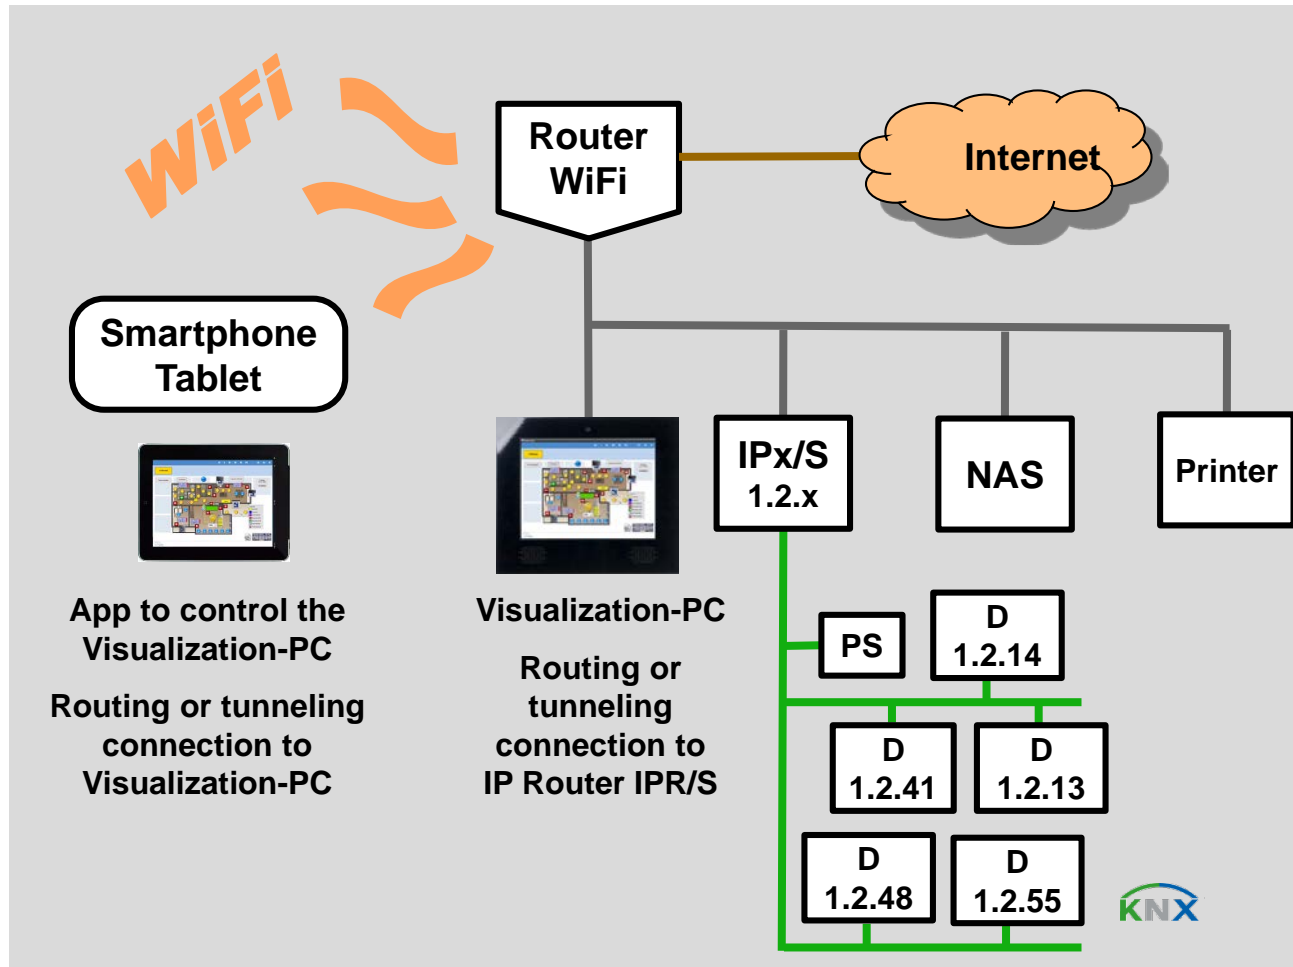 WiFi
Router
WiFi
Internet
Smartphone
Tablet
IPx/S
1.2.x
NAS
Printer
App to control the
Visualization-PC
Routing or tunneling
connection to
Visualization-PC
Visualization-PC
Routing or
tunneling
connection to
IP Router IPR/S
PS
D
1.2.14
D
1.2.41
D
1.2.13
D
1.2.48
D
1.2.55
KNX